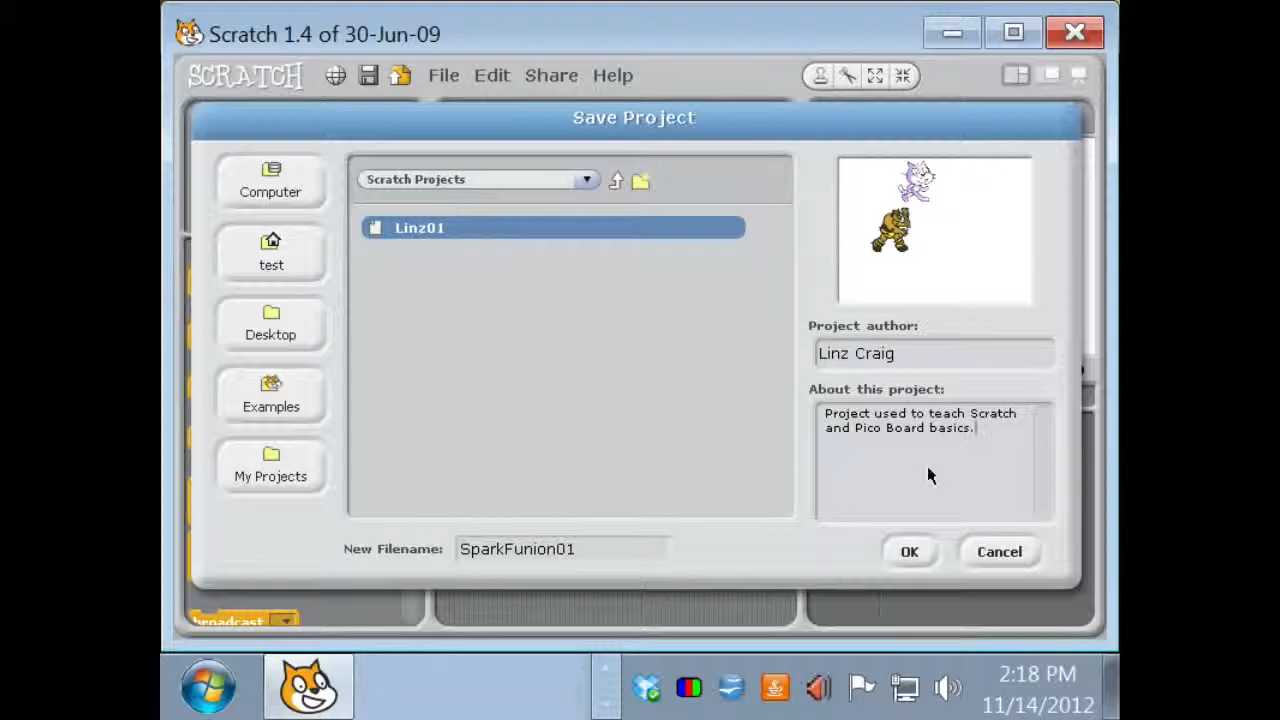 Scratch 1.4 of 30-Jun-09
SCRATCH File Edit Share Help
Save Project
Computer
test
Desktop
Examples
My Projects
Scratch Projects
Linz01
Project author:
Linz Craig
About this project:
Project used to teach Scratch
and Pico Board basics.
New Filename: SparkFunion01
OK Cancel
broadcast
2:18 PM
11/14/2012